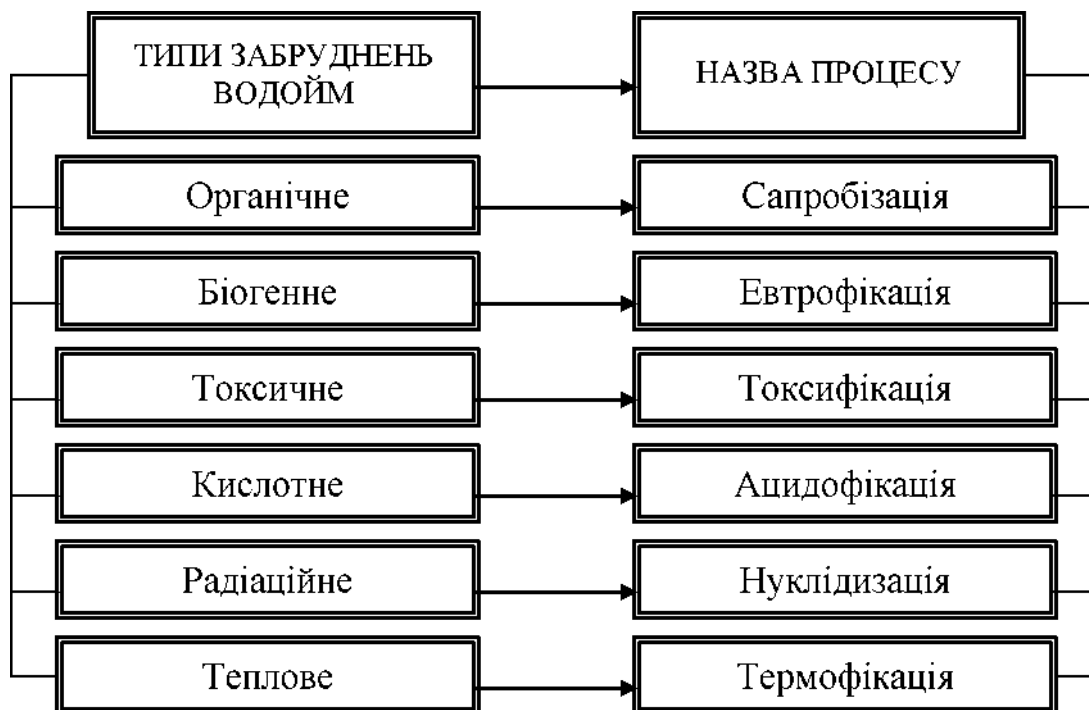 ТИПИ ЗАБРУДНЕНЬ
ВОДОЙМ
НАЗВА ПРОЦЕСУ
Органічне
Сапробізація
Біогенне
Евтрофікація
Токсичне
Токсифікація
Кислотне
Ацидофікація
Радіаційне
Нуклідизація
Теплове
Термофікація